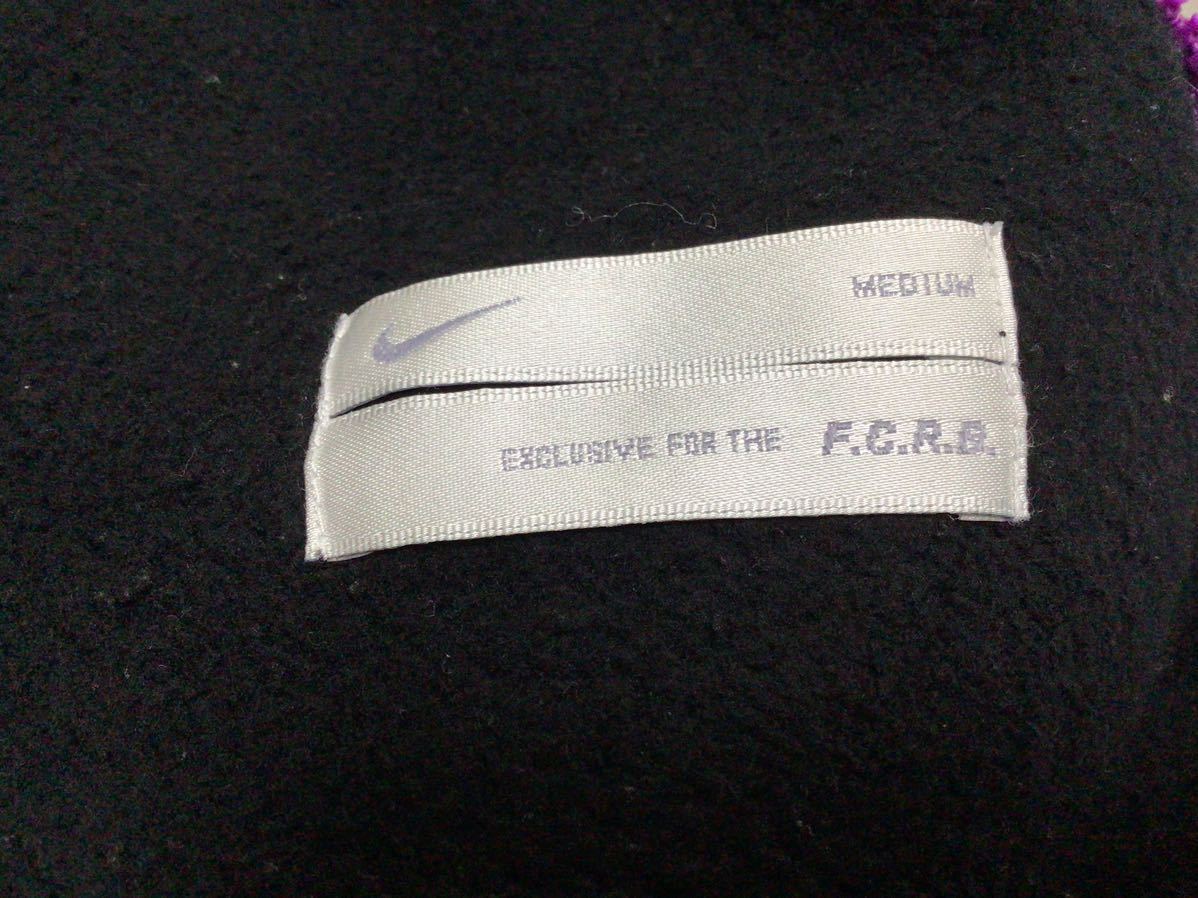 MEDIUM
EXCLUSIVE FOR THE F.C.R.B.